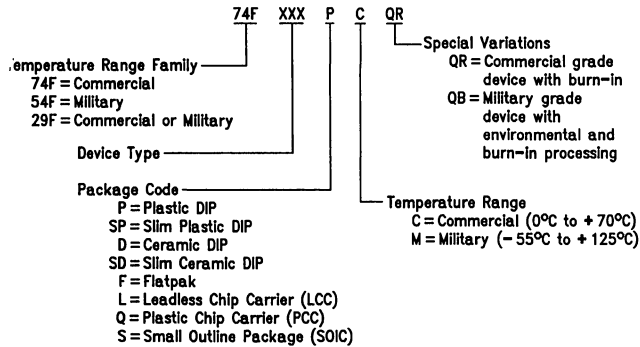 74F XXX P C QR
Temperature Range Family
74F = Commercial
54F = Military
29F = Commercial or Military
Device Type
Package Code
P = Plastic DIP
SP = Slim Plastic DIP
D = Ceramic DIP
SD = Slim Ceramic DIP
F = Flatpak
L = Leadless Chip Carrier (LCC)
Q = Plastic Chip Carrier (PCC)
S = Small Outline Package (SOIC)
Special Variations
QR = Commercial grade
device with burn-in
QB = Military grade
device with
environmental and
burn-in processing
Temperature Range
C = Commercial (0°C to +70°C)
M = Military (−55°C to +125°C)